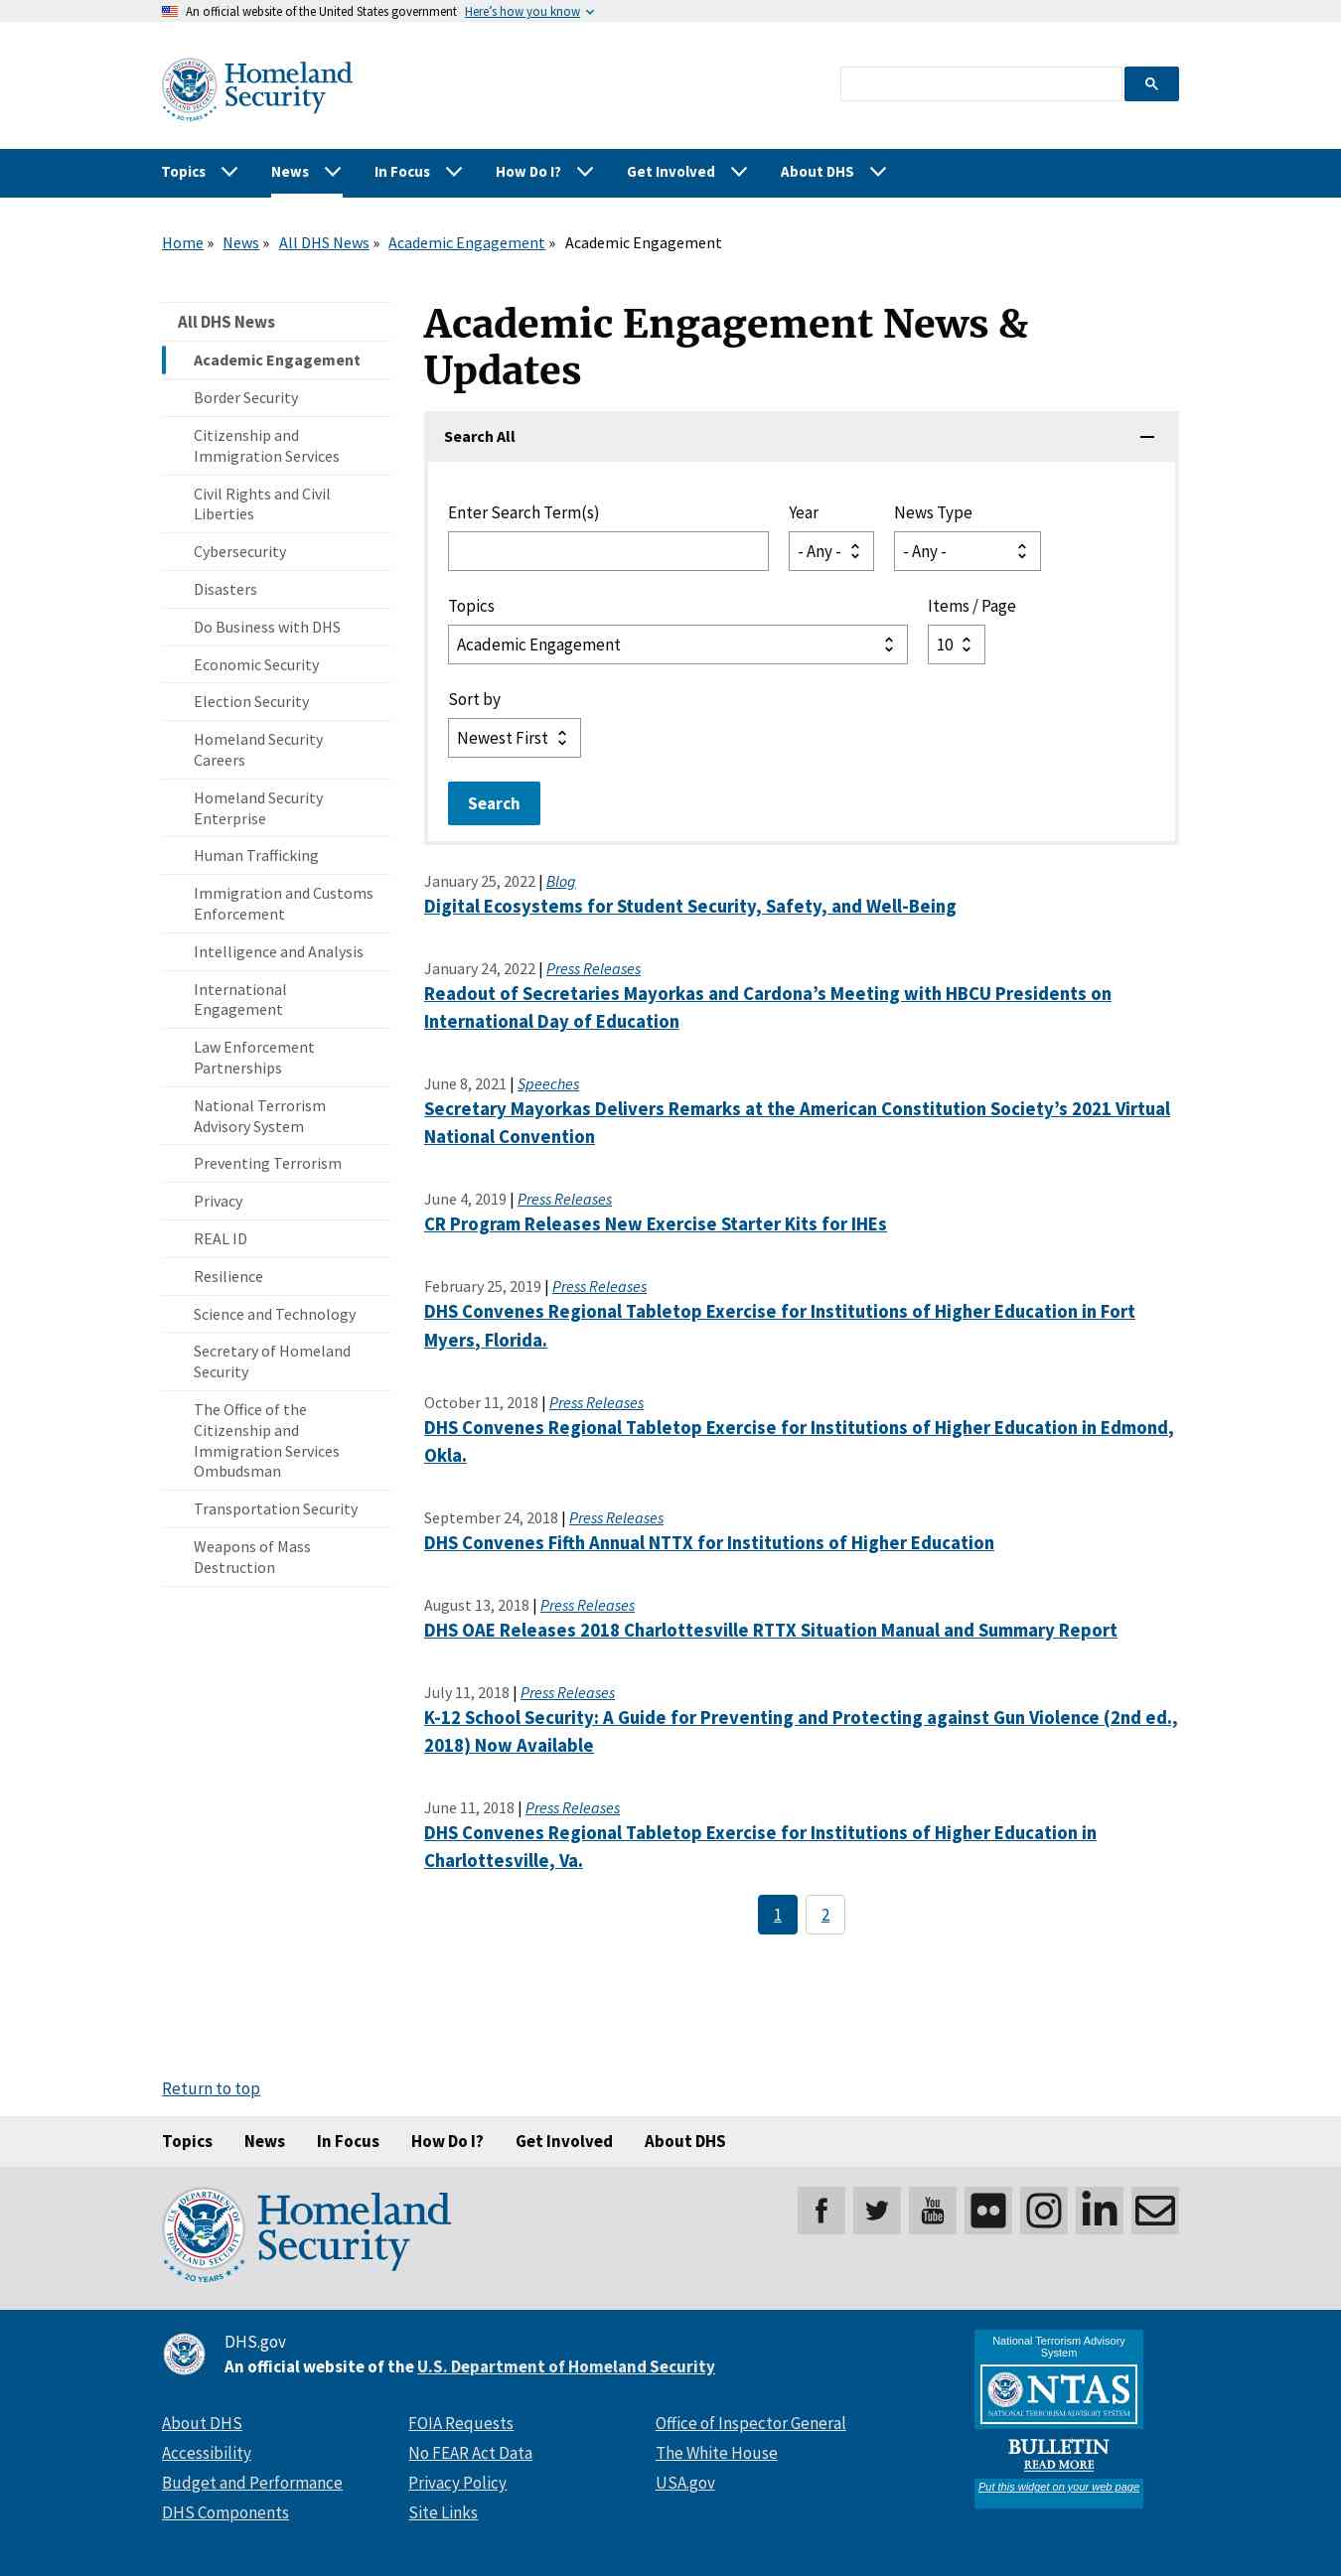 An official website of the United States government Here's how you know
U.S. DEPARTMENT OF HOMELAND SECURITY
20 YEARS
Homeland
Security
Topics News In Focus How Do I? Get Involved About DHS
Home » News » All DHS News » Academic Engagement » Academic Engagement
All DHS News
Academic Engagement
Border Security
Citizenship and
Immigration Services
Civil Rights and Civil
Liberties
Cybersecurity
Disasters
Do Business with DHS
Economic Security
Election Security
Homeland Security
Careers
Homeland Security
Enterprise
Human Trafficking
Immigration and Customs
Enforcement
Intelligence and Analysis
International
Engagement
Law Enforcement
Partnerships
National Terrorism
Advisory System
Preventing Terrorism
Privacy
REAL ID
Resilience
Science and Technology
Secretary of Homeland
Security
The Office of the
Citizenship and
Immigration Services
Ombudsman
Transportation Security
Weapons of Mass
Destruction
Academic Engagement News &
Updates
Search All
Enter Search Term(s) Year News Type
- Any - - Any -
Topics Items / Page
Academic Engagement 10
Sort by
Newest First
Search
January 25, 2022 | Blog
Digital Ecosystems for Student Security, Safety, and Well-Being
January 24, 2022 | Press Releases
Readout of Secretaries Mayorkas and Cardona’s Meeting with HBCU Presidents on
International Day of Education
June 8, 2021 | Speeches
Secretary Mayorkas Delivers Remarks at the American Constitution Society’s 2021 Virtual
National Convention
June 4, 2019 | Press Releases
CR Program Releases New Exercise Starter Kits for IHEs
February 25, 2019 | Press Releases
DHS Convenes Regional Tabletop Exercise for Institutions of Higher Education in Fort
Myers, Florida.
October 11, 2018 | Press Releases
DHS Convenes Regional Tabletop Exercise for Institutions of Higher Education in Edmond,
Okla.
September 24, 2018 | Press Releases
DHS Convenes Fifth Annual NTTX for Institutions of Higher Education
August 13, 2018 | Press Releases
DHS OAE Releases 2018 Charlottesville RTTX Situation Manual and Summary Report
July 11, 2018 | Press Releases
K-12 School Security: A Guide for Preventing and Protecting against Gun Violence (2nd ed.,
2018) Now Available
June 11, 2018 | Press Releases
DHS Convenes Regional Tabletop Exercise for Institutions of Higher Education in
Charlottesville, Va.
1 2
Return to top
Topics News In Focus How Do I? Get Involved About DHS
U.S. DEPARTMENT OF HOMELAND SECURITY
20 YEARS
Homeland
Security
You
Tube
in
DHS.gov
An official website of the U.S. Department of Homeland Security
About DHS
Accessibility
Budget and Performance
DHS Components
FOIA Requests
No FEAR Act Data
Privacy Policy
Site Links
Office of Inspector General
The White House
USA.gov
National Terrorism Advisory
System
NTAS
NATIONAL TERRORISM ADVISORY SYSTEM
BULLETIN
READ MORE
Put this widget on your web page